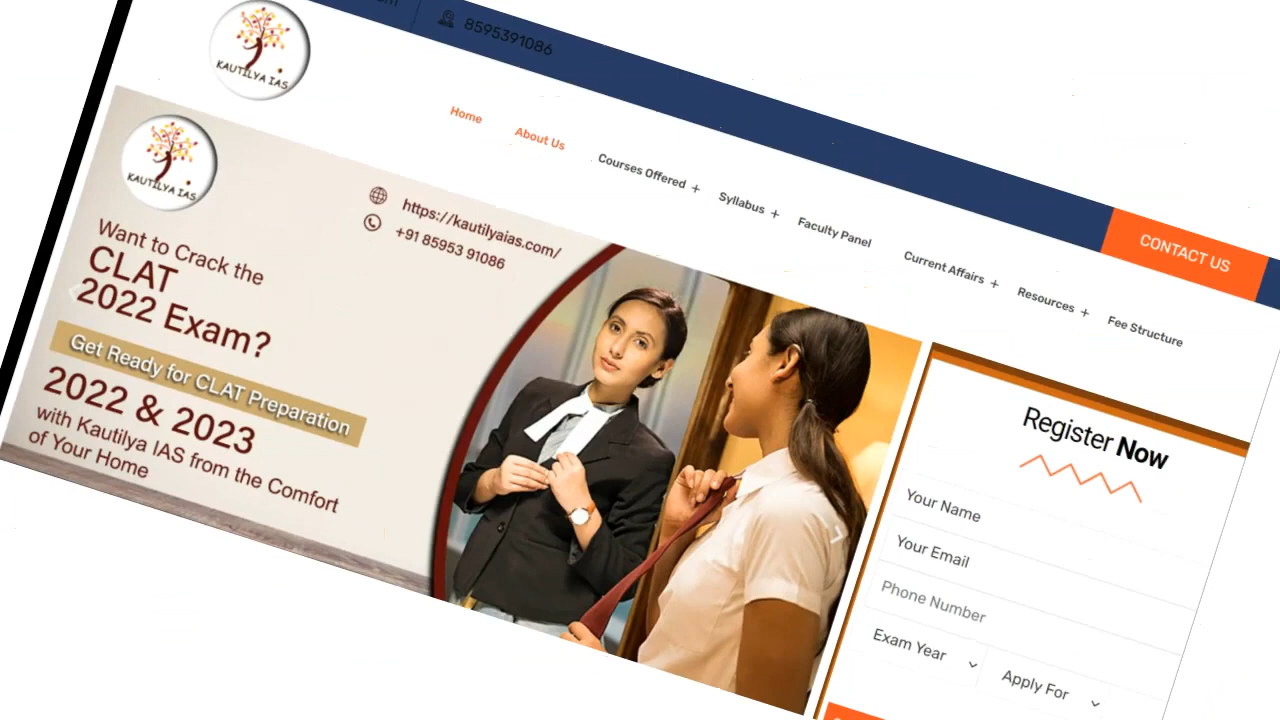 8595391086
KAUTILYA IAS
Home
About Us
Courses Offered +
Syllabus +
Faculty Panel
Current Affairs +
Resources +
Fee Structure
CONTACT US
KAUTILYA IAS
https://kautilyaias.com/
+91 85953 91086
Want to Crack the
CLAT
2022 Exam?
Get Ready for CLAT Preparation
2022 & 2023
with Kautilya IAS from the Comfort
of Your Home
Register Now
Your Name
Your Email
Phone Number
Exam Year
Apply For